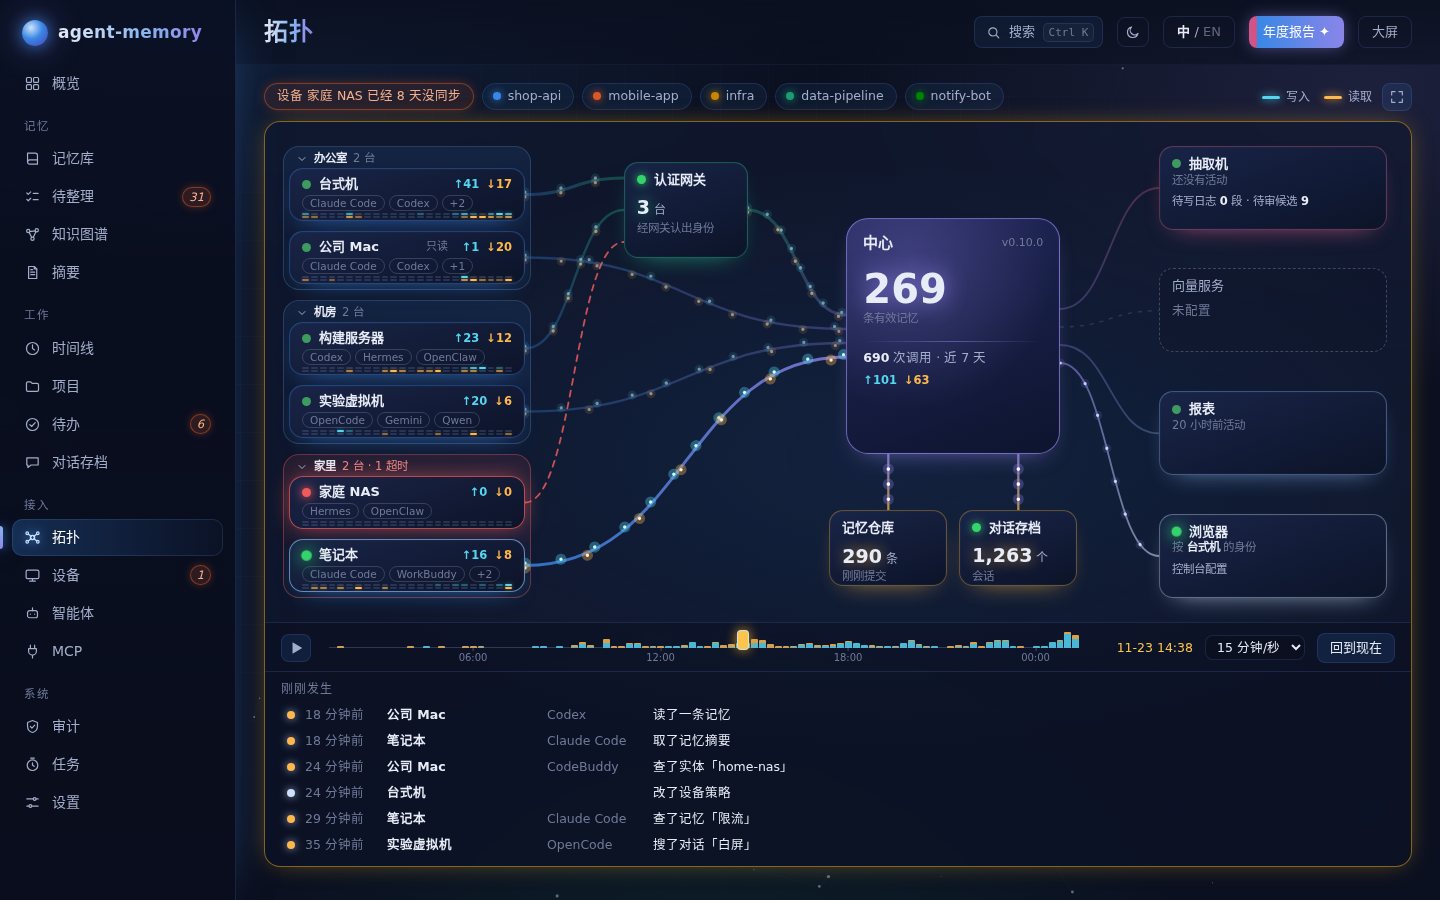 agent-memory
概览
记忆
记忆库
待整理 31
知识图谱
摘要
工作
时间线
项目
待办 6
对话存档
接入
拓扑
设备 1
智能体
MCP
系统
审计
任务
设置
拓扑
搜索 Ctrl K
中 / EN
年度报告 ✦
大屏
设备 家庭 NAS 已经 8 天没同步
shop-api
mobile-app
infra
data-pipeline
notify-bot
写入 读取
办公室 2 台
台式机 ↑41 ↓17
Claude Code Codex +2
公司 Mac 只读 ↑1 ↓20
Claude Code Codex +1
机房 2 台
构建服务器 ↑23 ↓12
Codex Hermes OpenClaw
实验虚拟机 ↑20 ↓6
OpenCode Gemini Qwen
家里 2 台 · 1 超时
家庭 NAS ↑0 ↓0
Hermes OpenClaw
笔记本 ↑16 ↓8
Claude Code WorkBuddy +2
认证网关
3 台
经网关认出身份
中心 v0.10.0
269
条有效记忆
690 次调用 · 近 7 天
↑101 ↓63
记忆仓库
290 条
刚刚提交
对话存档
1,263 个
会话
抽取机
还没有活动
待写日志 0 段 · 待审候选 9
向量服务
未配置
报表
20 小时前活动
浏览器
按 台式机 的身份
控制台配置
06:00 12:00 18:00 00:00
11-23 14:38
15 分钟/秒
回到现在
刚刚发生
18 分钟前 公司 Mac Codex 读了一条记忆
18 分钟前 笔记本 Claude Code 取了记忆摘要
24 分钟前 公司 Mac CodeBuddy 查了实体「home-nas」
24 分钟前 台式机 改了设备策略
29 分钟前 笔记本 Claude Code 查了记忆「限流」
35 分钟前 实验虚拟机 OpenCode 搜了对话「白屏」